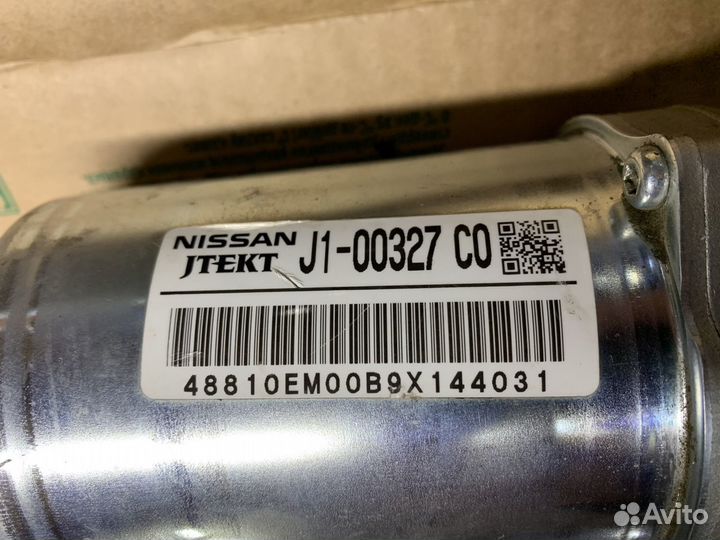 NISSAN
JTEKT
J1-00327 C0
48810EM00B9X144031
Avito